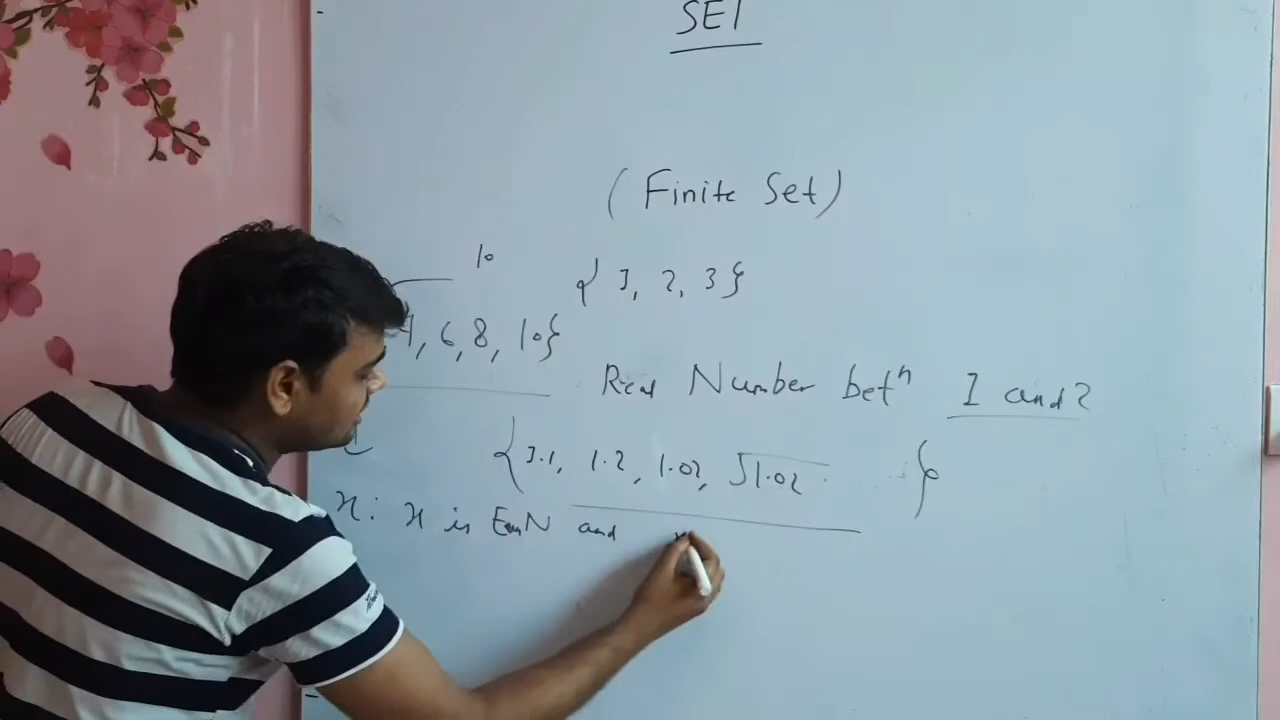 SET
(Finite Set)
10
{ 1, 2, 3 }
4, 6, 8, 10}
Real Number betⁿ 1 and 2
{ 1.1, 1.2, 1.02, √1.02 }
x: x is E N and x